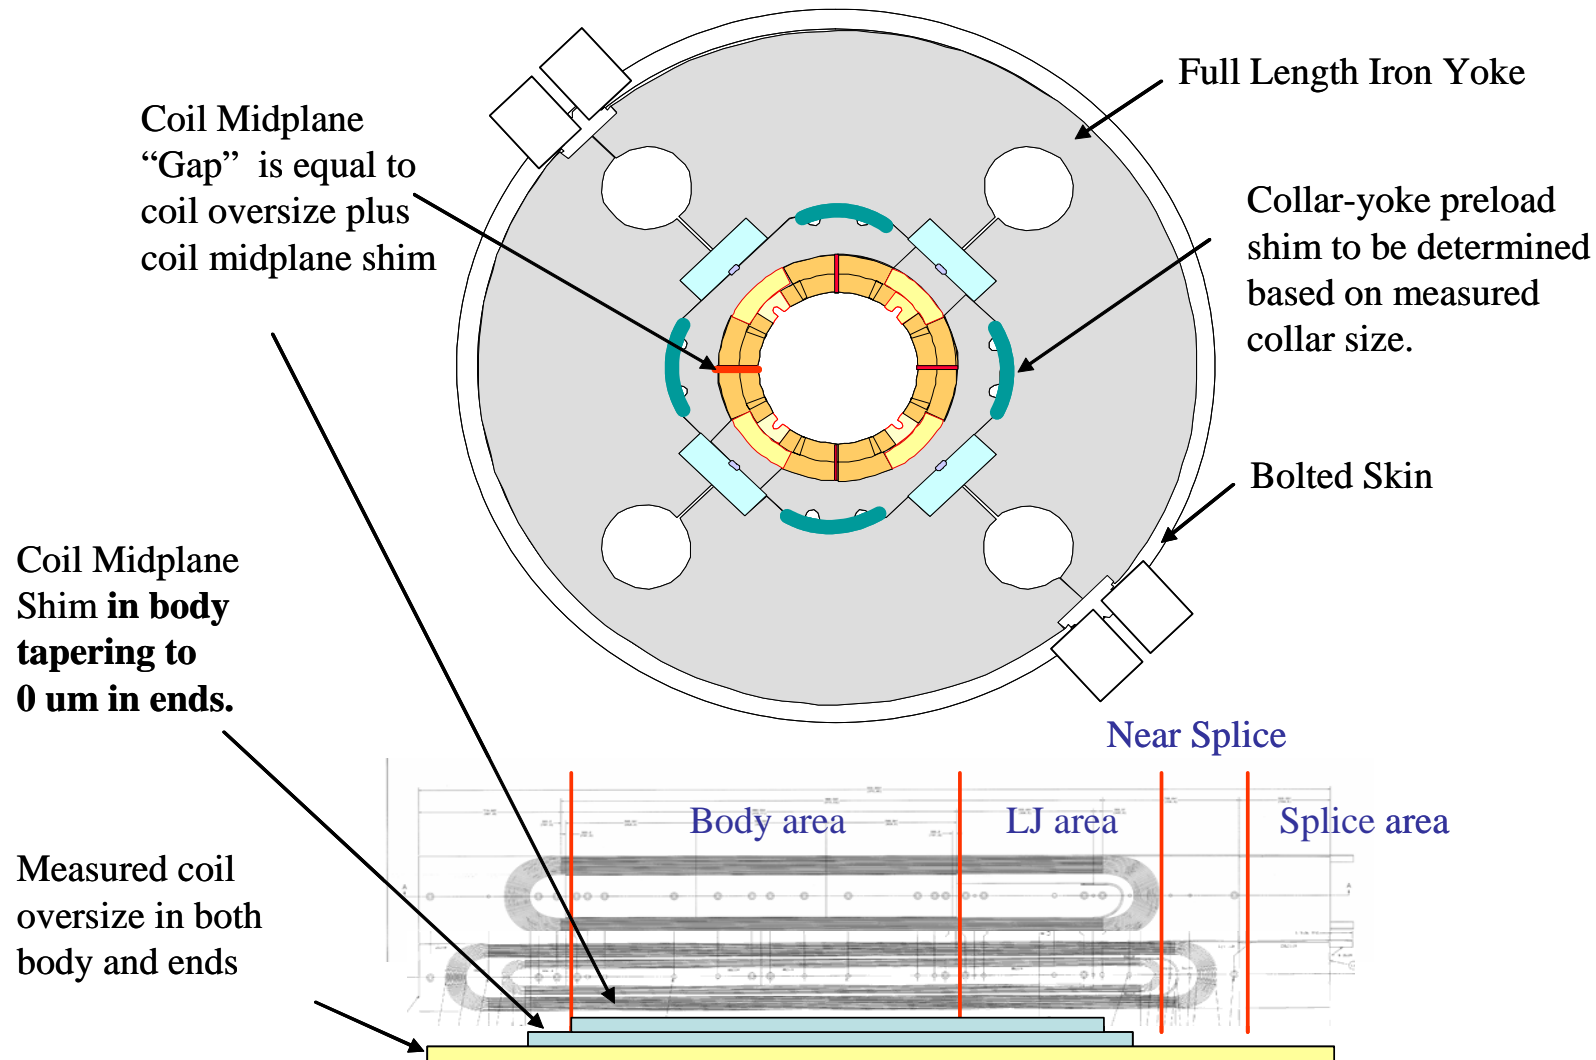 Full Length Iron Yoke
Coil Midplane
“Gap” is equal to
coil oversize plus
coil midplane shim
Collar-yoke preload
shim to be determined
based on measured
collar size.
Bolted Skin
Coil Midplane
Shim in body
tapering to
0 um in ends.
Near Splice
Body area
LJ area
Splice area
Measured coil
oversize in both
body and ends